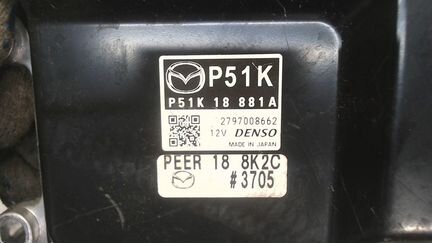 P51K
P51K 18 881A
2797008662
12V DENSO
MADE IN JAPAN
PEER 18 8K2C
#3705